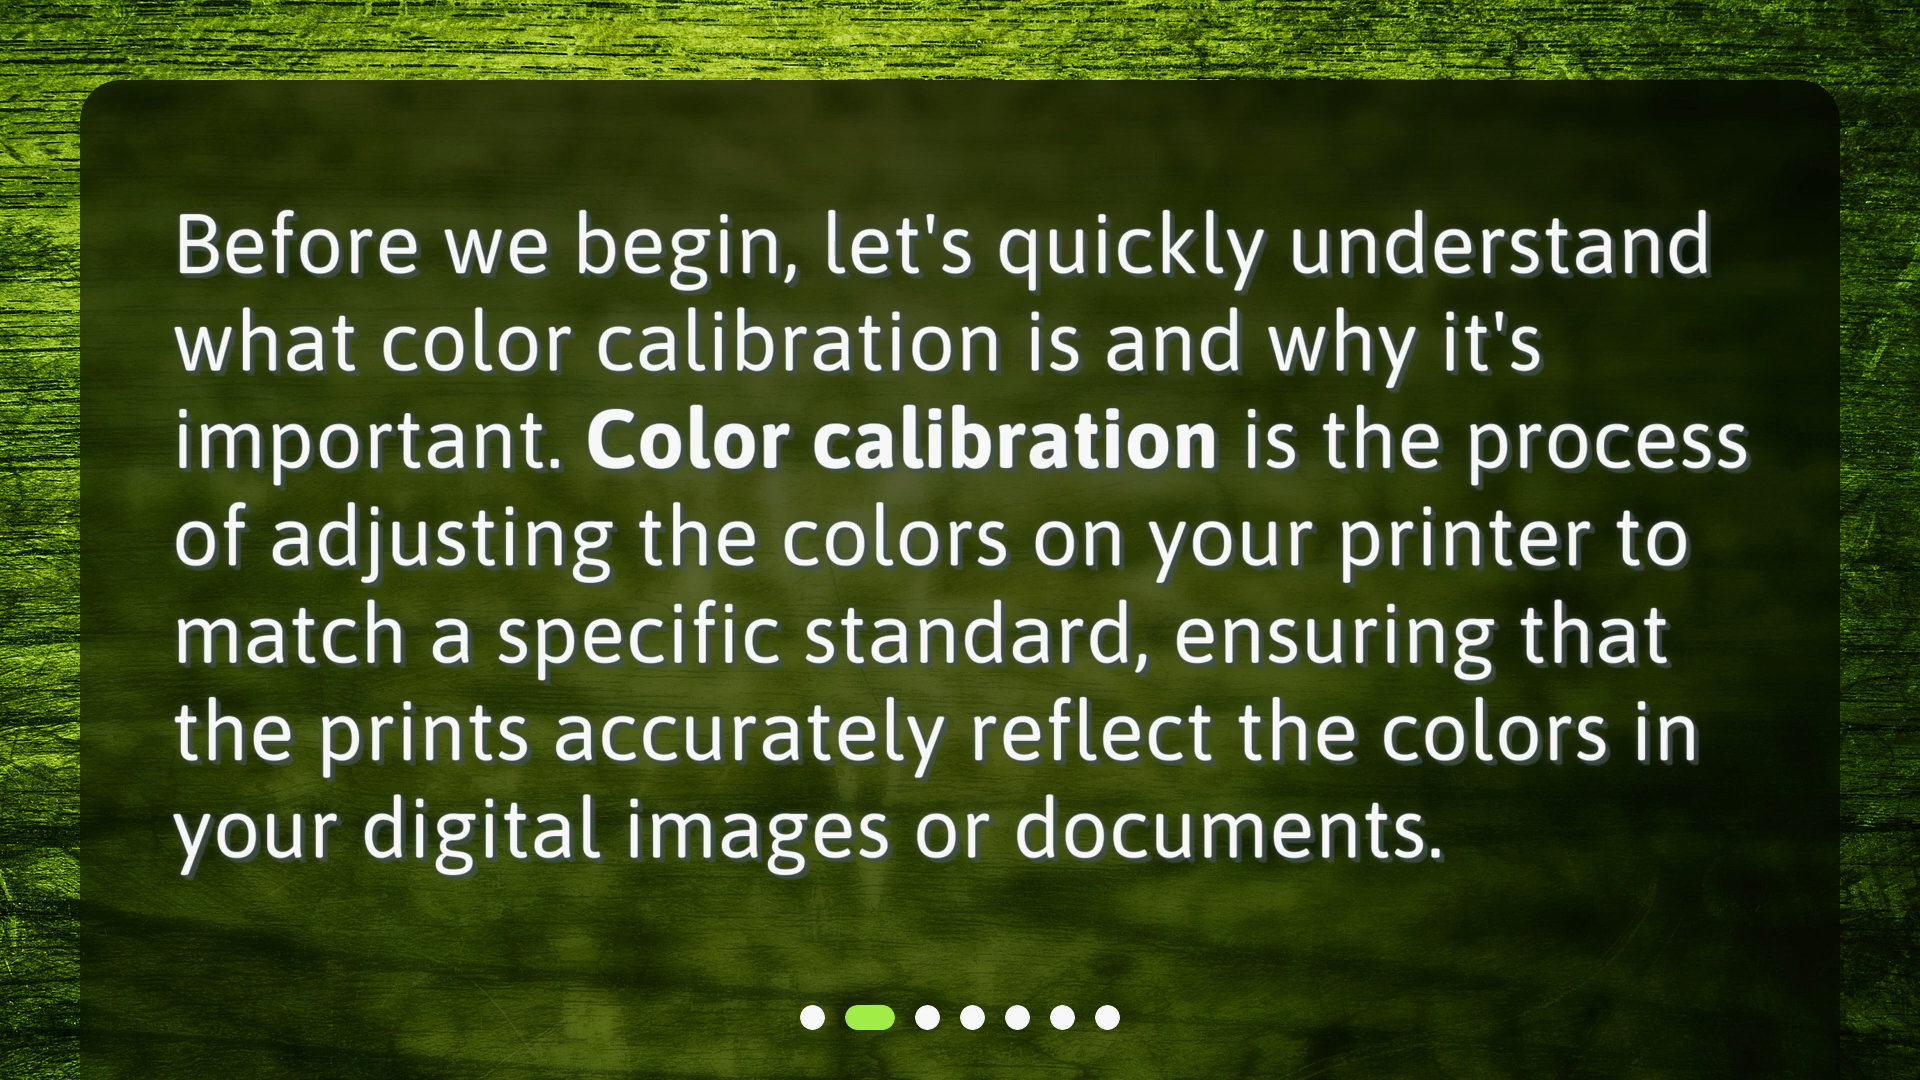 Before we begin, let's quickly understand
what color calibration is and why it's
important. Color calibration is the process
of adjusting the colors on your printer to
match a specific standard, ensuring that
the prints accurately reflect the colors in
your digital images or documents.